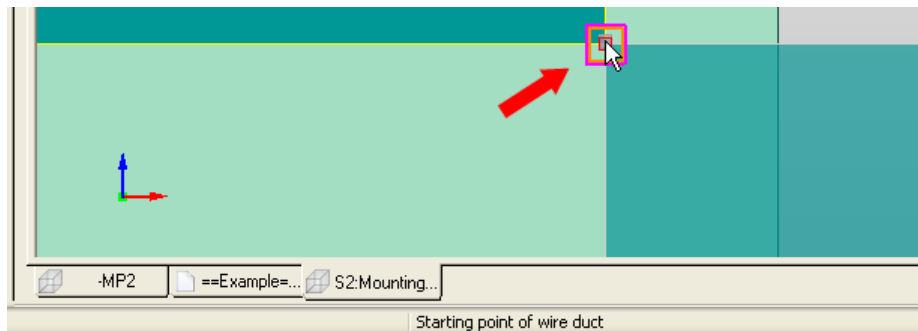 -MP2 ==Example=... S2:Mounting...
Starting point of wire duct